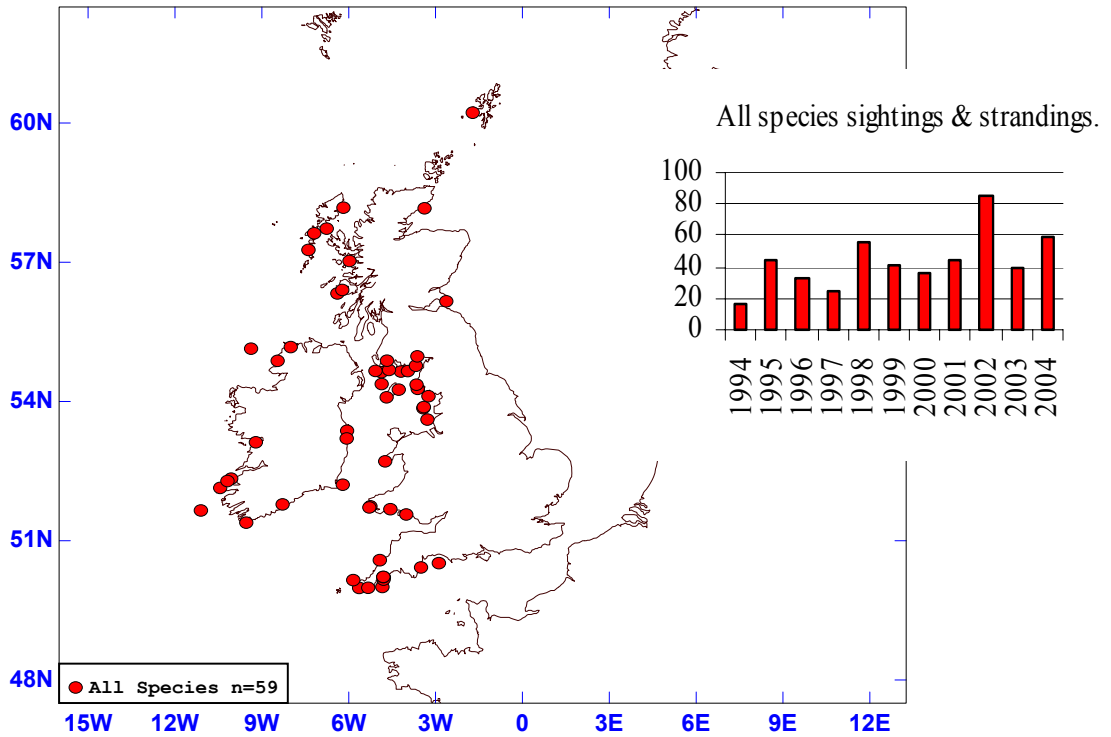 All species sightings & strandings.
100
80
60
40
20
0
1994
1995
1996
1997
1998
1999
2000
2001
2002
2003
2004
60N
57N
54N
51N
48N
All Species n=59
15W 12W 9W 6W 3W 0 3E 6E 9E 12E